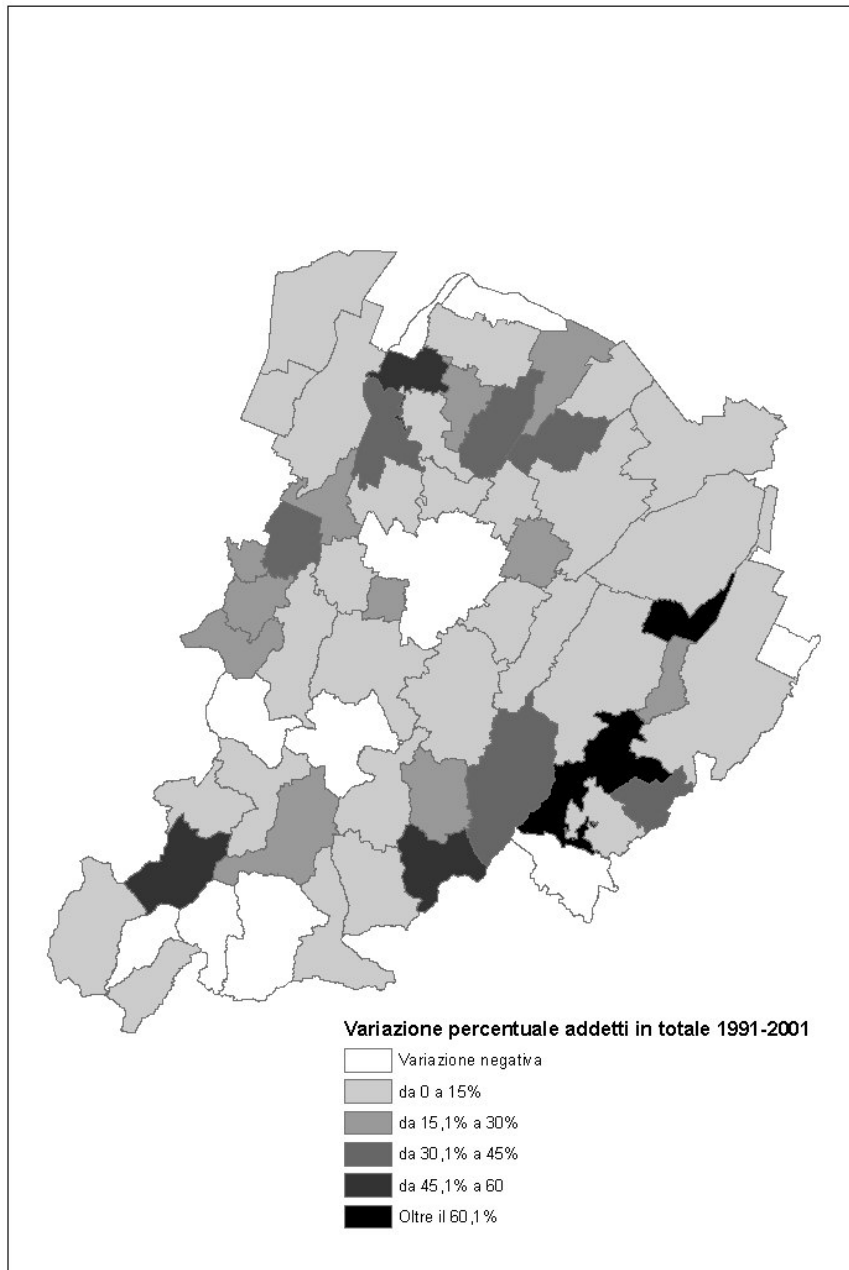 Variazione percentuale addetti in totale 1991-2001
Variazione negativa
da 0 a 15%
da 15,1% a 30%
da 30,1% a 45%
da 45,1% a 60
Oltre il 60,1%